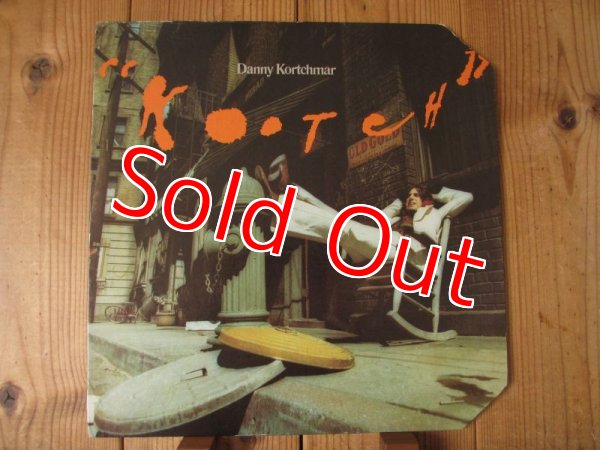 Danny Kortchmar
"KOOTCH"
OLD GOLD
Sold Out